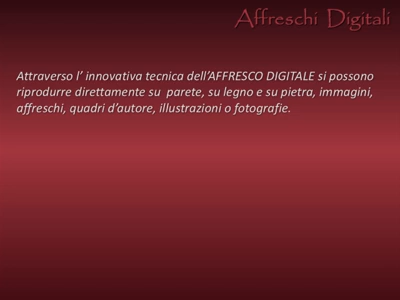 Affreschi Digitali
Attraverso l’ innovativa tecnica dell’AFFRESCO DIGITALE si possono
riprodurre direttamente su parete, su legno e su pietra, immagini,
affreschi, quadri d’autore, illustrazioni o fotografie.